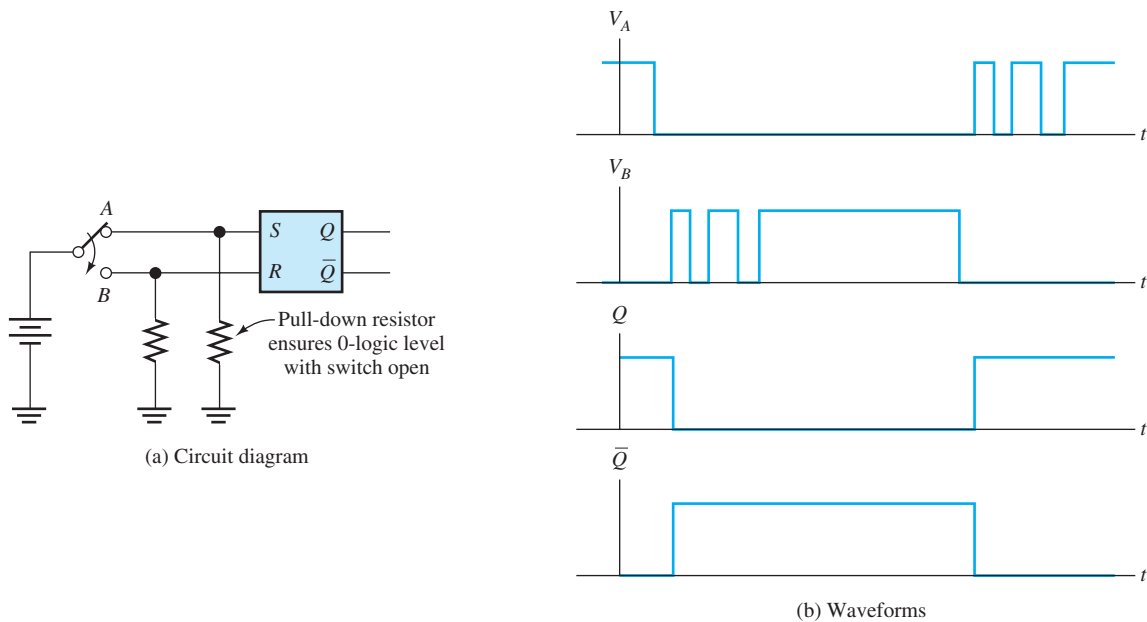 A
B
S Q
R Q̅
Pull-down resistor
ensures 0-logic level
with switch open
(a) Circuit diagram
V_A
t
V_B
t
Q
t
Q̅
t
(b) Waveforms